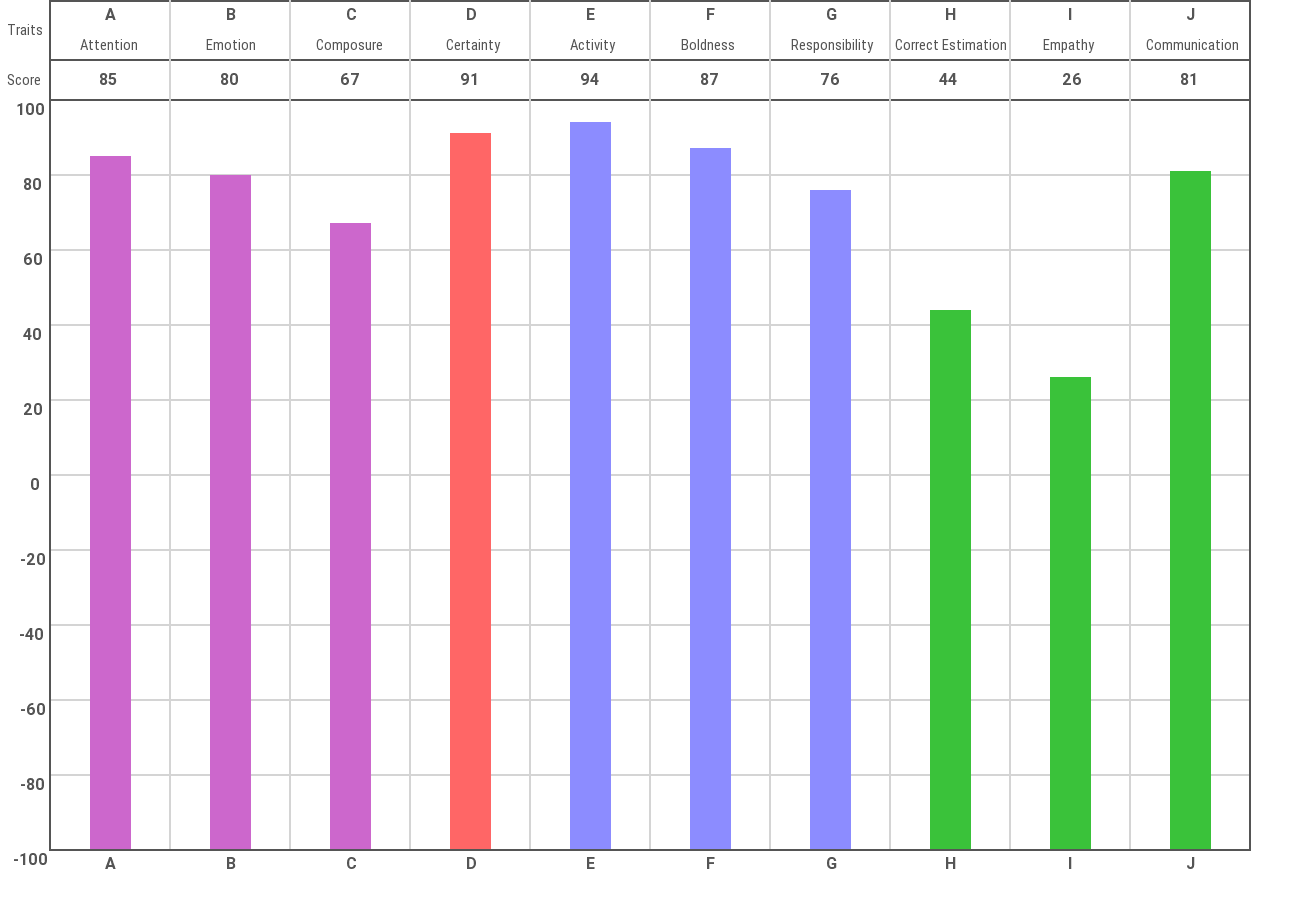 Traits
A B C D E F G H I J
Attention Emotion Composure Certainty Activity Boldness Responsibility Correct Estimation Empathy Communication
Score 85 80 67 91 94 87 76 44 26 81
100
80
60
40
20
0
-20
-40
-60
-80
-100
A B C D E F G H I J